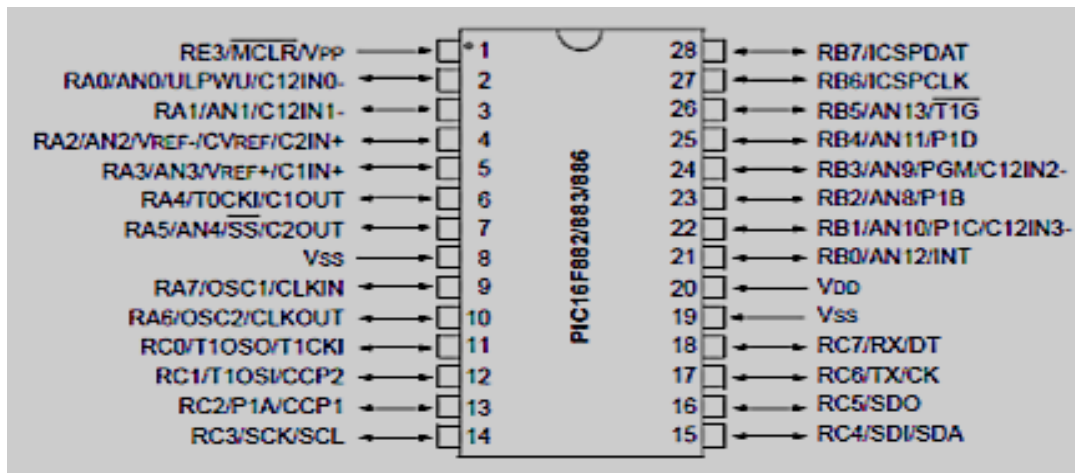 RE3/MCLR/VPP 1 28 RB7/ICSPDAT
RA0/AN0/ULPWU/C12IN0- 2 27 RB6/ICSPCLK
RA1/AN1/C12IN1- 3 26 RB5/AN13/T1G
RA2/AN2/VREF-/CVREF/C2IN+ 4 25 RB4/AN11/P1D
RA3/AN3/VREF+/C1IN+ 5 24 RB3/AN9/PGM/C12IN2-
RA4/T0CKI/C1OUT 6 23 RB2/AN8/P1B
RA5/AN4/SS/C2OUT 7 22 RB1/AN10/P1C/C12IN3-
VSS 8 21 RB0/AN12/INT
RA7/OSC1/CLKIN 9 20 VDD
RA6/OSC2/CLKOUT 10 19 VSS
RC0/T1OSO/T1CKI 11 18 RC7/RX/DT
RC1/T1OSI/CCP2 12 17 RC6/TX/CK
RC2/P1A/CCP1 13 16 RC5/SDO
RC3/SCK/SCL 14 15 RC4/SDI/SDA
PIC16F882/883/886